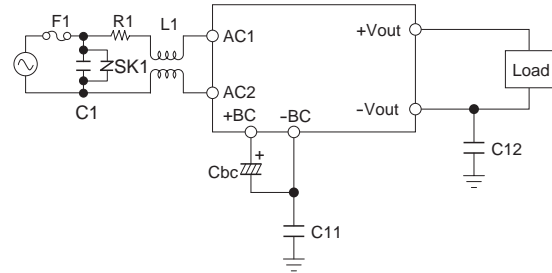 F1
R1
L1
AC1
+Vout
SK1
Load
AC2
C1
+BC
-BC
-Vout
+
Cbc
C12
C11